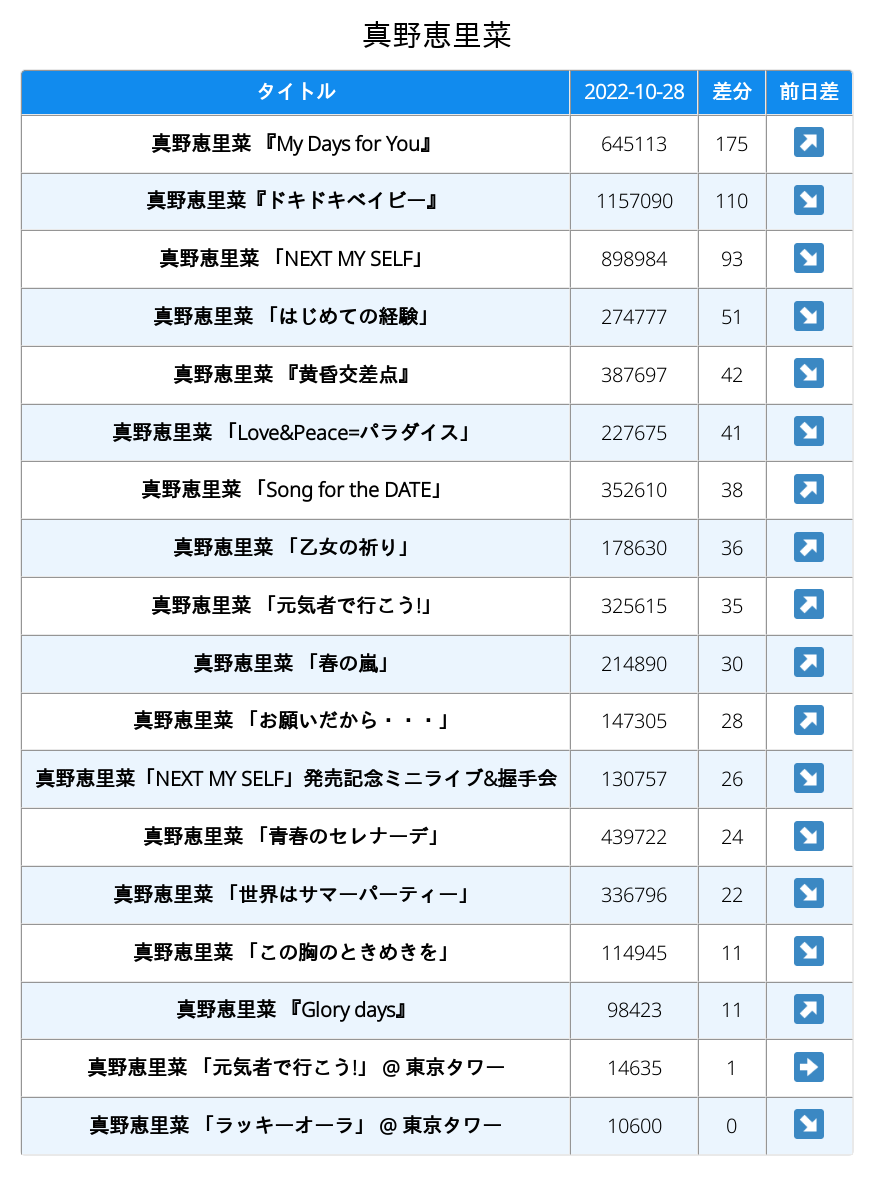 真野恵里菜
タイトル 2022-10-28 差分 前日差
真野恵里菜 『My Days for You』 645113 175 ↗
真野恵里菜『ドキドキベイビー』 1157090 110 ↘
真野恵里菜 「NEXT MY SELF」 898984 93 ↘
真野恵里菜 「はじめての経験」 274777 51 ↘
真野恵里菜 『黄昏交差点』 387697 42 ↘
真野恵里菜 「Love&Peace=パラダイス」 227675 41 ↘
真野恵里菜 「Song for the DATE」 352610 38 ↗
真野恵里菜 「乙女の祈り」 178630 36 ↗
真野恵里菜 「元気者で行こう!」 325615 35 ↗
真野恵里菜 「春の嵐」 214890 30 ↗
真野恵里菜 「お願いだから・・・」 147305 28 ↗
真野恵里菜「NEXT MY SELF」発売記念ミニライブ&握手会 130757 26 ↘
真野恵里菜 「青春のセレナーデ」 439722 24 ↘
真野恵里菜 「世界はサマーパーティー」 336796 22 ↘
真野恵里菜 「この胸のときめきを」 114945 11 ↘
真野恵里菜 『Glory days』 98423 11 ↗
真野恵里菜 「元気者で行こう!」 @ 東京タワー 14635 1 ➡
真野恵里菜 「ラッキーオーラ」 @ 東京タワー 10600 0 ↘